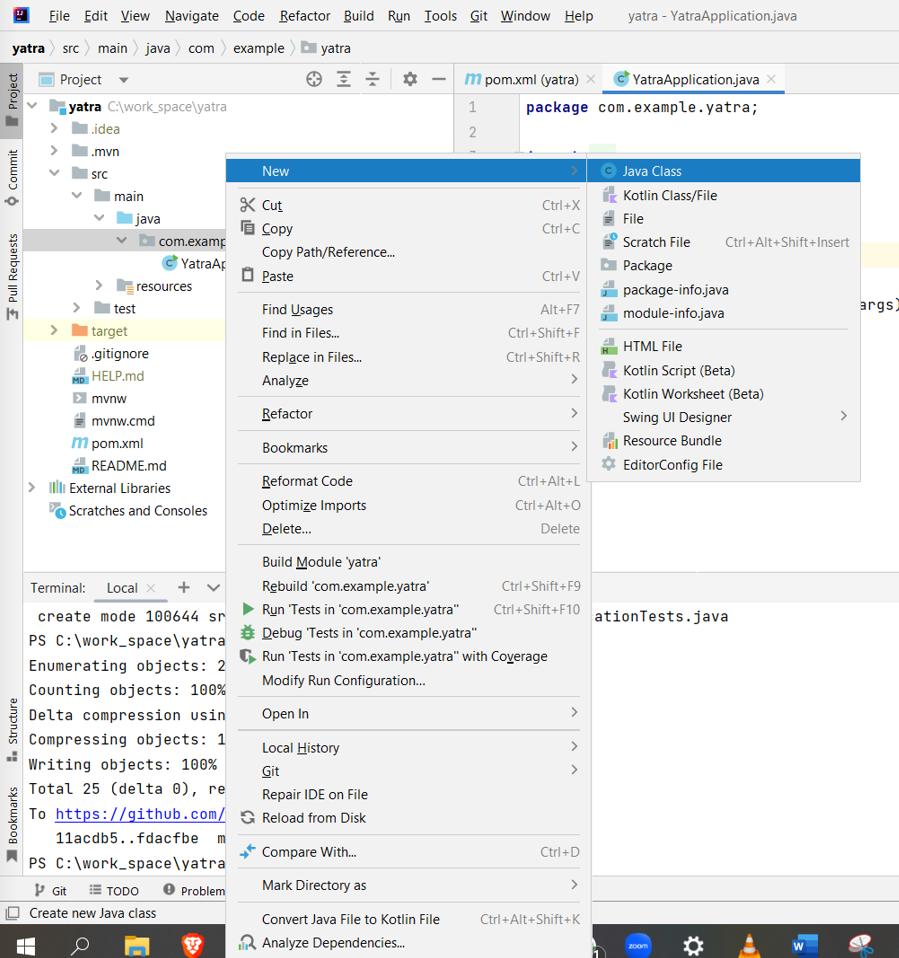 File Edit View Navigate Code Refactor Build Run Tools Git Window Help yatra - YatraApplication.java
yatra src main java com example yatra
Project
Project
Commit
Pull Requests
Structure
Bookmarks
pom.xml (yatra) YatraApplication.java
yatra C:\work_space\yatra
.idea
.mvn
src
main
java
com.examp
YatraAp
resources
test
target
.gitignore
HELP.md
mvnw
mvnw.cmd
pom.xml
README.md
External Libraries
Scratches and Consoles
1 package com.example.yatra;
2
args)
New
Cut Ctrl+X
Copy Ctrl+C
Copy Path/Reference...
Paste Ctrl+V
Find Usages Alt+F7
Find in Files... Ctrl+Shift+F
Replace in Files... Ctrl+Shift+R
Analyze
Refactor
Bookmarks
Reformat Code Ctrl+Alt+L
Optimize Imports Ctrl+Alt+O
Delete... Delete
Build Module 'yatra'
Rebuild 'com.example.yatra' Ctrl+Shift+F9
Run 'Tests in 'com.example.yatra'' Ctrl+Shift+F10
Debug 'Tests in 'com.example.yatra''
Run 'Tests in 'com.example.yatra'' with Coverage
Modify Run Configuration...
Open In
Local History
Git
Repair IDE on File
Reload from Disk
Compare With... Ctrl+D
Mark Directory as
Convert Java File to Kotlin File Ctrl+Alt+Shift+K
Analyze Dependencies...
Java Class
Kotlin Class/File
File
Scratch File Ctrl+Alt+Shift+Insert
Package
package-info.java
module-info.java
HTML File
Kotlin Script (Beta)
Kotlin Worksheet (Beta)
Swing UI Designer
Resource Bundle
EditorConfig File
Terminal: Local
create mode 100644 sr ationTests.java
PS C:\work_space\yatra
Enumerating objects: 2
Counting objects: 100%
Delta compression usin
Compressing objects: 1
Writing objects: 100%
Total 25 (delta 0), re
To https://github.com/
11acdb5..fdacfbe m
PS C:\work_space\yatra
Git TODO Problem
Create new Java class
zoom